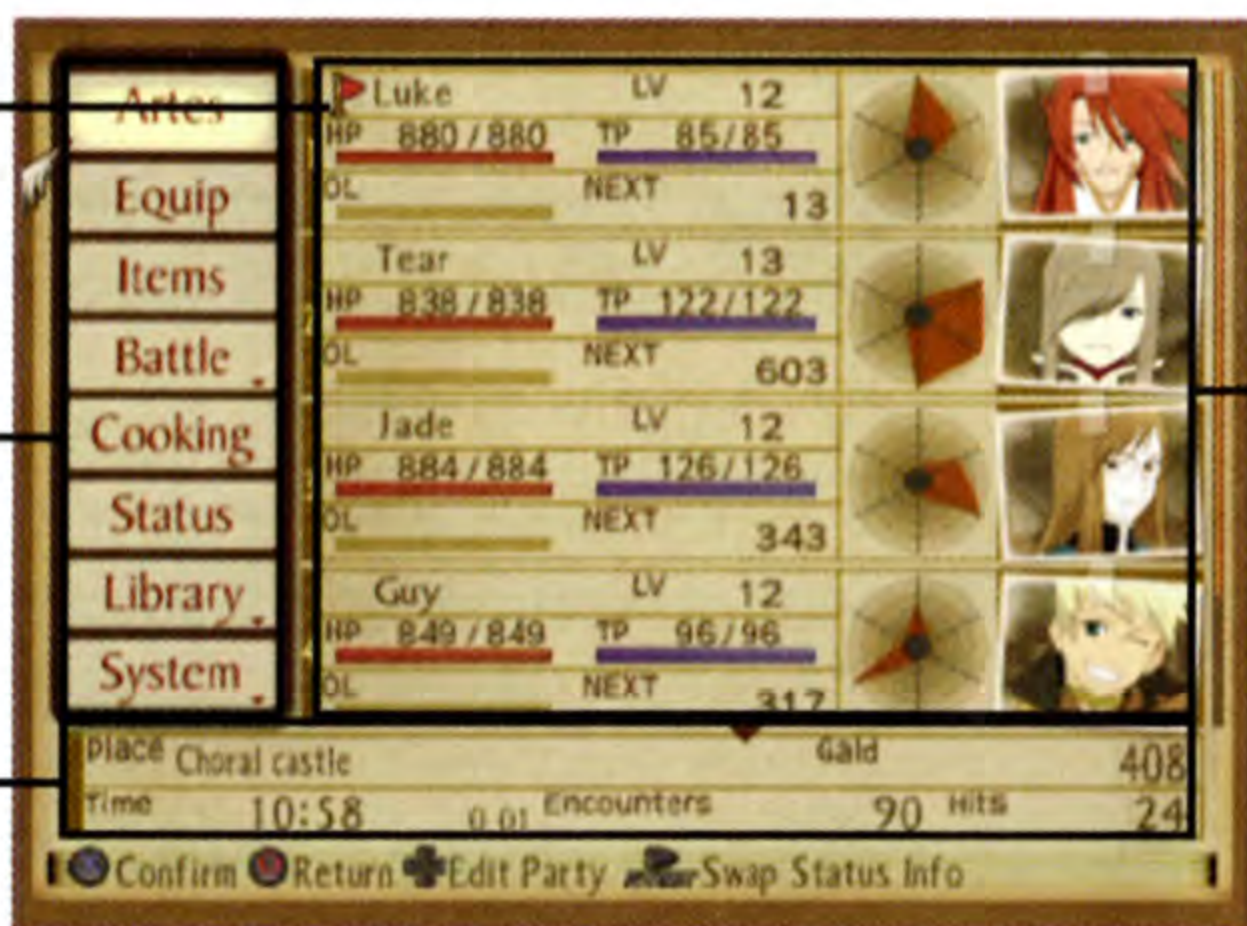 Artes
Equip
Items
Battle
Cooking
Status
Library
System
Luke LV 12
HP 880/880 TP 85/85
OL NEXT 13
Tear LV 13
HP 838/838 TP 122/122
OL NEXT 603
Jade LV 12
HP 884/884 TP 126/126
OL NEXT 343
Guy LV 12
HP 849/849 TP 96/96
OL NEXT 317
Place Choral castle Gald 408
Time 10:58 0 01 Encounters 90 Hits 24
Confirm Return Edit Party Swap Status Info